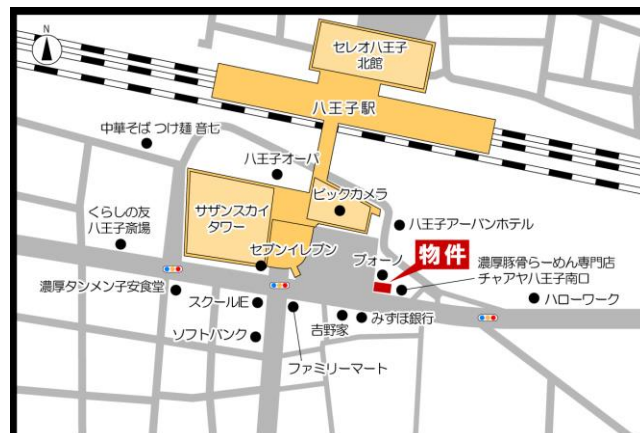 N
セレオ八王子
北館
八王子駅
中華そば つけ麺 音七
八王子オーパ
ビックカメラ
サザンスカイ
タワー
くらしの友
八王子斎場
八王子アーバンホテル
セブンイレブン
ブォーノ
物件
濃厚豚骨らーめん専門店
チャアヤ八王子南口
濃厚タンメン子安食堂
スクールIE
ハローワーク
ソフトバンク
吉野家
みずほ銀行
ファミリーマート